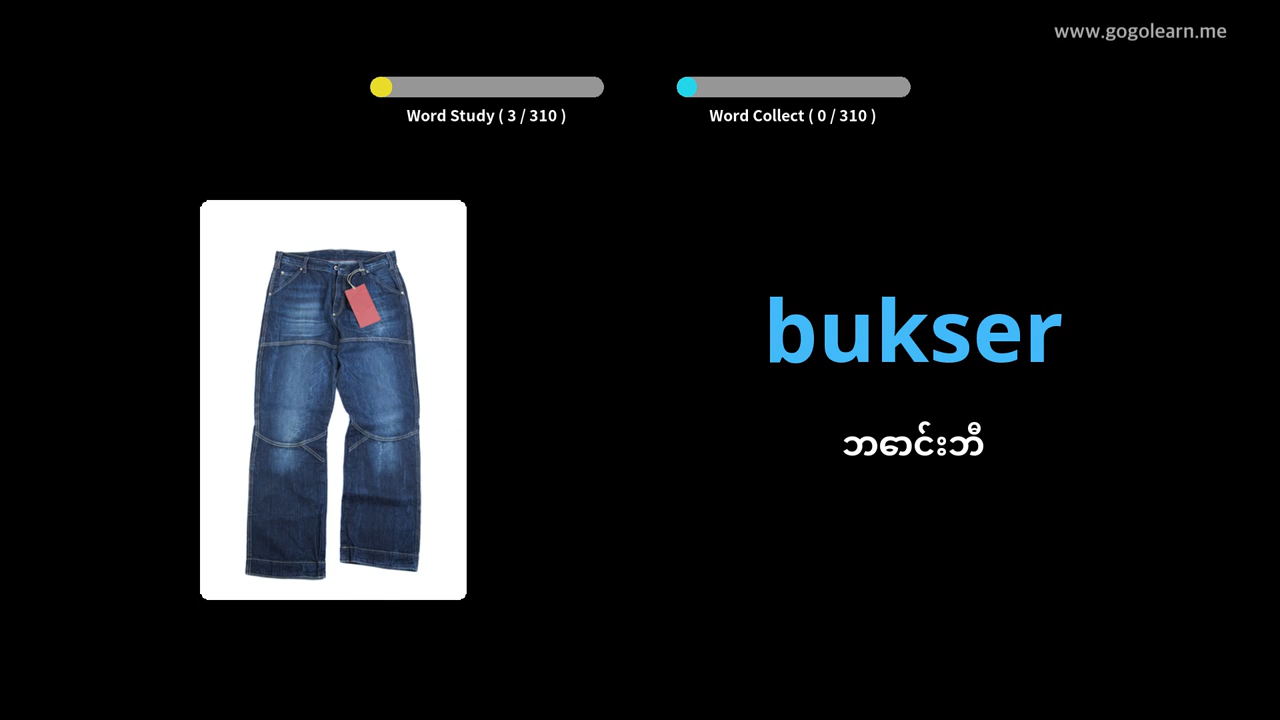 www.gogolearn.me
Word Study ( 3 / 310 )
Word Collect ( 0 / 310 )
bukser
ဘောင်းဘီ